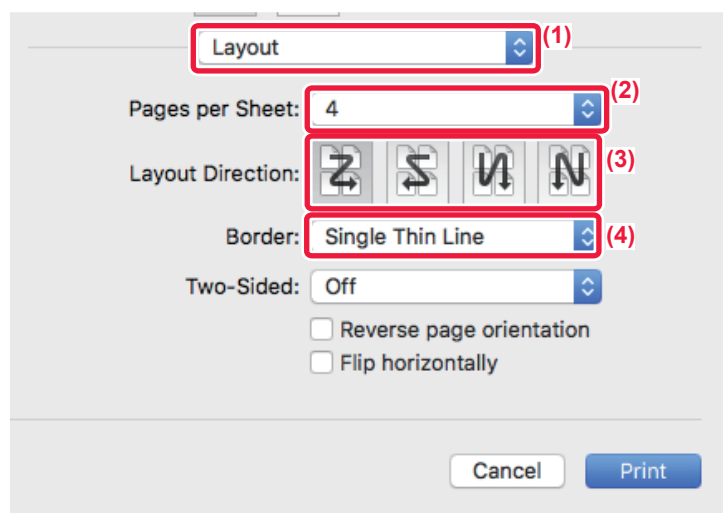 Layout (1)
Pages per Sheet: 4 (2)
Layout Direction: (3)
Border: Single Thin Line (4)
Two-Sided: Off
Reverse page orientation
Flip horizontally
Cancel Print